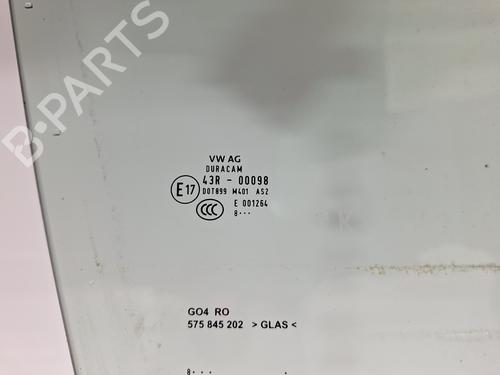 B-PARTS
VW AG
DURACAM
43R - 00098
E17
DOT899 M401 AS2
CCC
E 001264
8···
GO4 RO
575 845 202 >GLAS<
8···